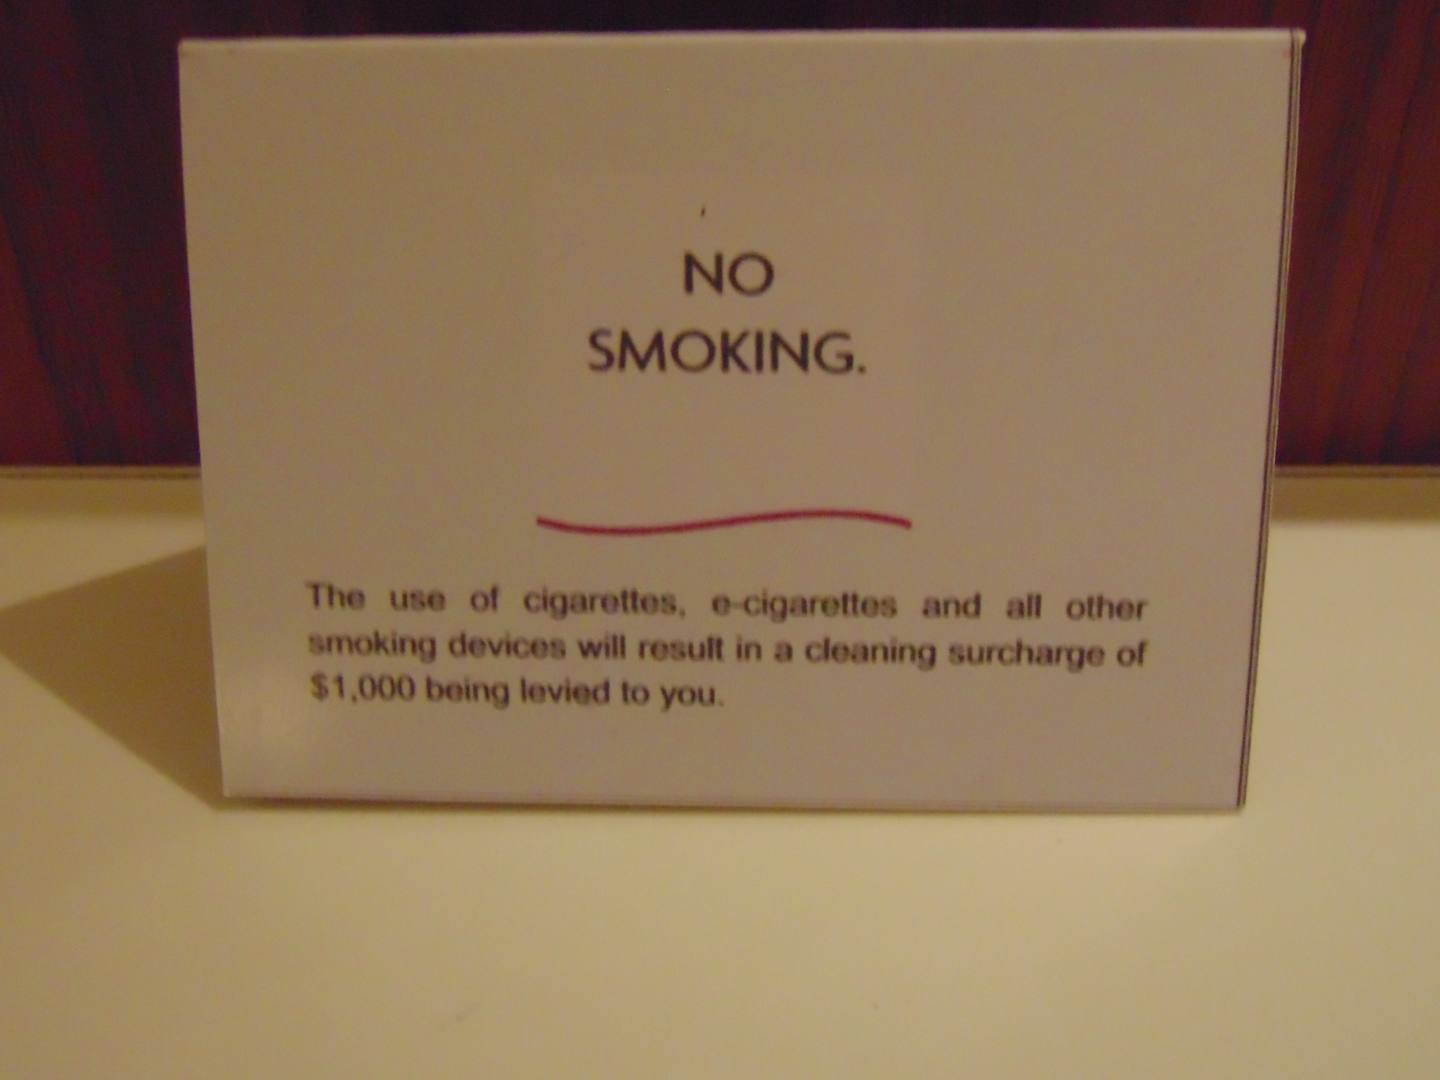 NO
SMOKING.
The use of cigarettes, e-cigarettes and all other
smoking devices will result in a cleaning surcharge of
$1,000 being levied to you.